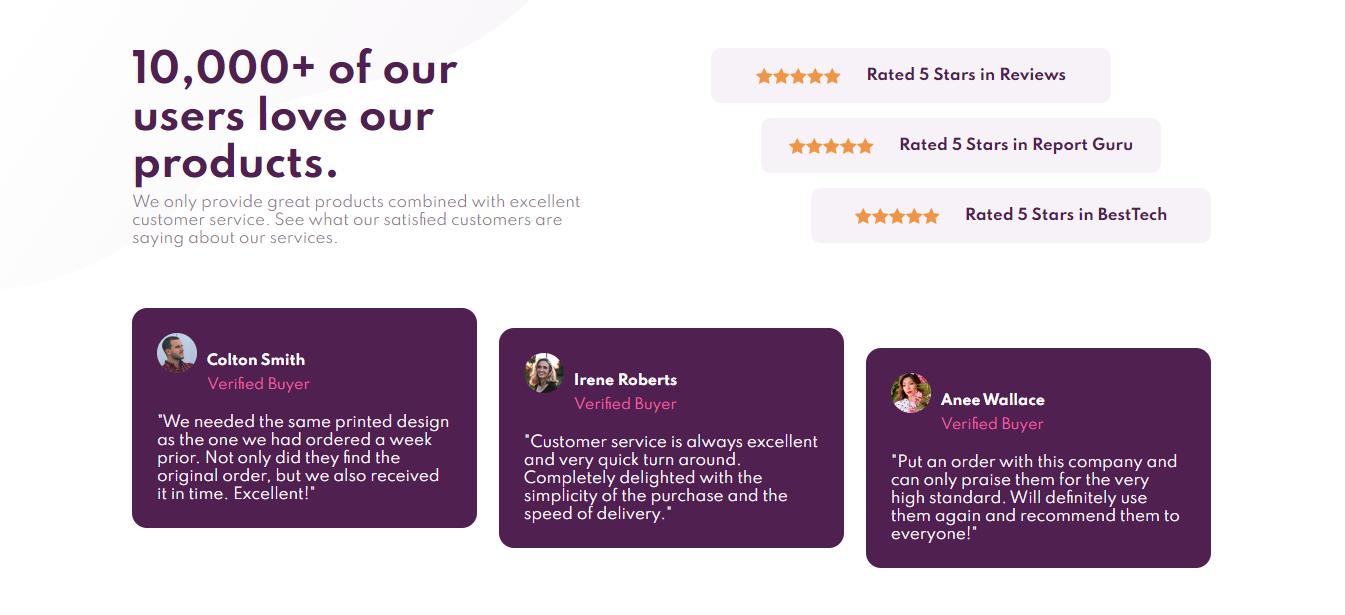 10,000+ of our
users love our
products.
We only provide great products combined with excellent
customer service. See what our satisfied customers are
saying about our services.
Rated 5 Stars in Reviews
Rated 5 Stars in Report Guru
Rated 5 Stars in BestTech
Colton Smith
Verified Buyer
"We needed the same printed design
as the one we had ordered a week
prior. Not only did they find the
original order, but we also received
it in time. Excellent!"
Irene Roberts
Verified Buyer
"Customer service is always excellent
and very quick turn around.
Completely delighted with the
simplicity of the purchase and the
speed of delivery."
Anee Wallace
Verified Buyer
"Put an order with this company and
can only praise them for the very
high standard. Will definitely use
them again and recommend them to
everyone!"